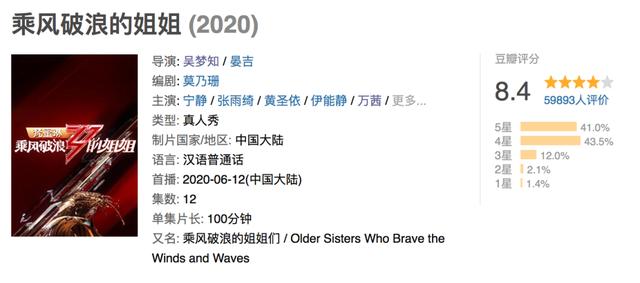 乘风破浪的姐姐 (2020)
导演: 吴梦知 / 晏吉
编剧: 莫乃珊
主演: 宁静 / 张雨绮 / 黄圣依 / 伊能静 / 万茜 / 更多...
类型: 真人秀
制片国家/地区: 中国大陆
语言: 汉语普通话
首播: 2020-06-12(中国大陆)
集数: 12
单集片长: 100分钟
又名: 乘风破浪的姐姐们 / Older Sisters Who Brave the
Winds and Waves
乘风破浪的姐姐
豆瓣评分
8.4
59893人评价
5星 41.0%
4星 43.5%
3星 12.0%
2星 2.1%
1星 1.4%